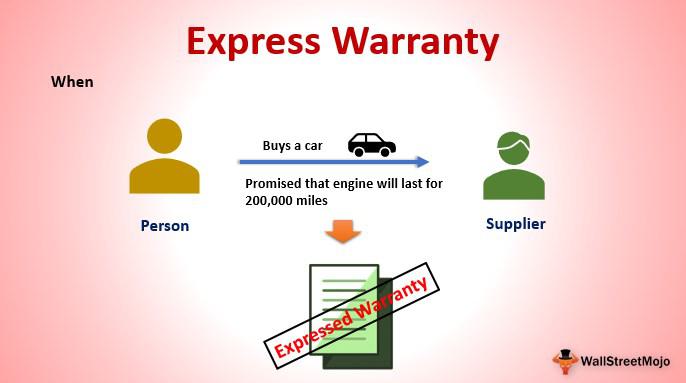 Express Warranty
When
Buys a car
Promised that engine will last for
200,000 miles
Person
Supplier
Expressed Warranty
WallStreetMojo